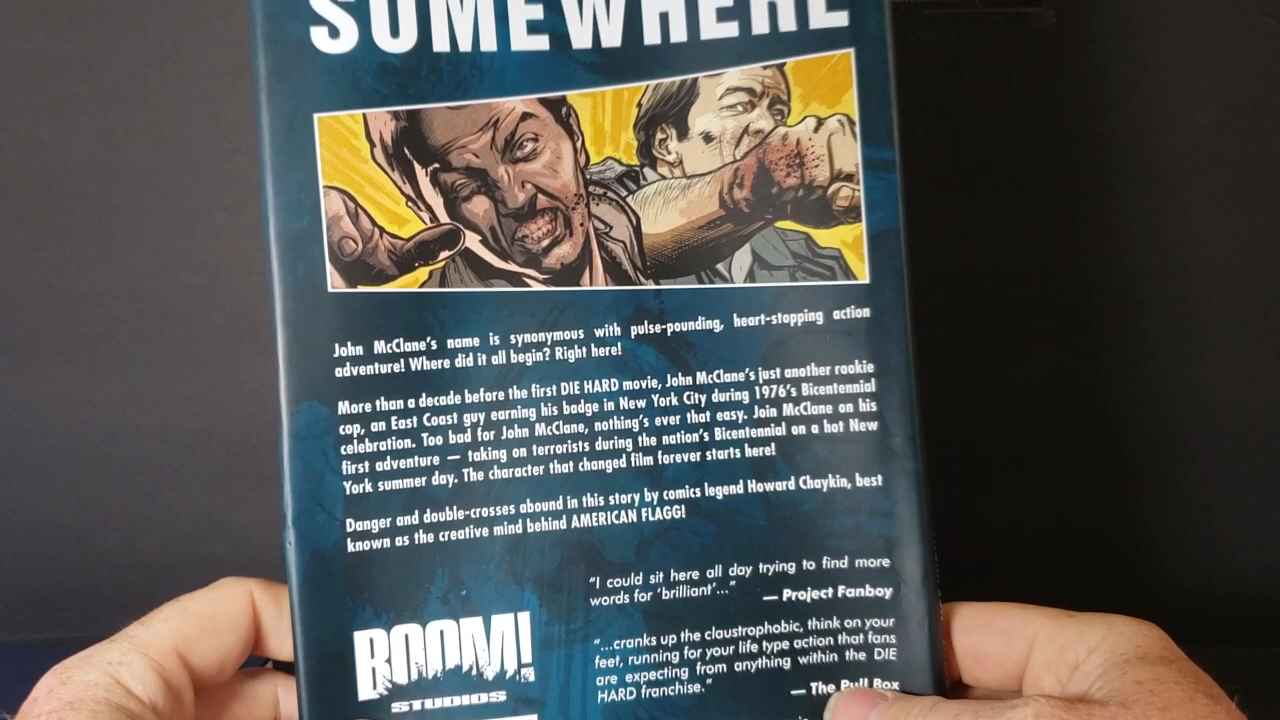 SOMEWHERE
John McClane's name is synonymous with pulse-pounding, heart-stopping action
adventure! Where did it all begin? Right here!
More than a decade before the first DIE HARD movie, John McClane's just another rookie
cop, an East Coast guy earning his badge in New York City during 1976's Bicentennial
celebration. Too bad for John McClane, nothing's ever that easy. Join McClane on his
first adventure — taking on terrorists during the nation's Bicentennial on a hot New
York summer day. The character that changed film forever starts here!
Danger and double-crosses abound in this story by comics legend Howard Chaykin, best
known as the creative mind behind AMERICAN FLAGG!
"I could sit here all day trying to find more
words for 'brilliant'..."
— Project Fanboy
"...cranks up the claustrophobic, think on your
feet, running for your life type action that fans
are expecting from anything within the DIE
HARD franchise."
— The Pull Box
BOOM!
STUDIOS